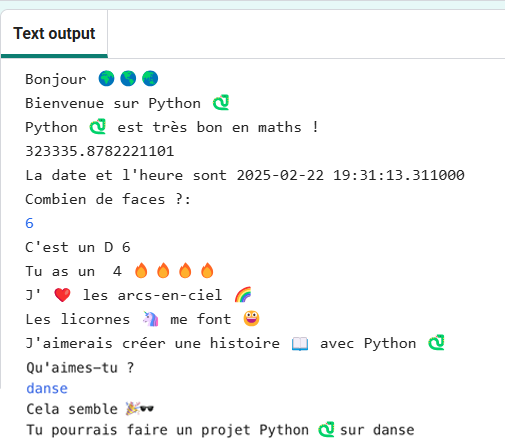 Text output
Bonjour 🌍🌎🌏
Bienvenue sur Python 🐍
Python 🐍 est très bon en maths !
323335.8782221101
La date et l'heure sont 2025-02-22 19:31:13.311000
Combien de faces ?:
6
C'est un D 6
Tu as un  4 🔥🔥🔥🔥
J' ❤️ les arcs-en-ciel 🌈
Les licornes 🦄 me font 😃
J'aimerais créer une histoire 📖 avec Python 🐍
Qu'aimes-tu ?
danse
Cela semble 🎉🕶️
Tu pourrais faire un projet Python 🐍 sur danse